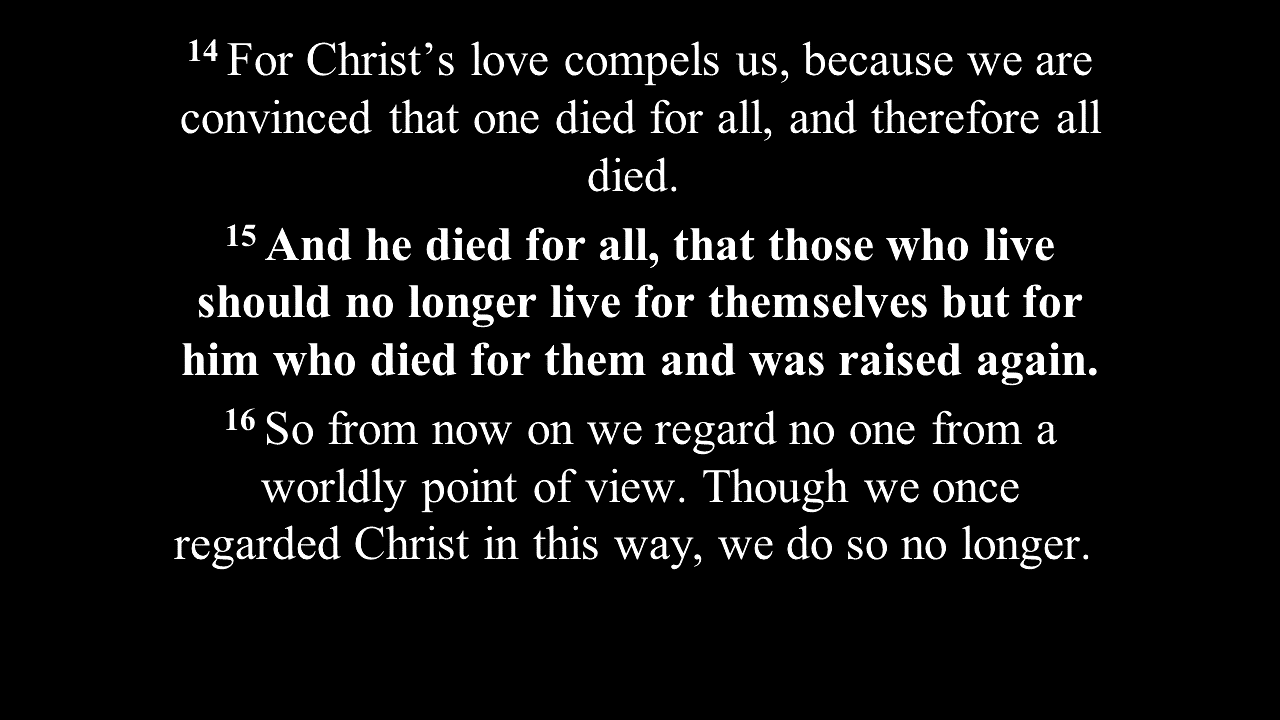 14 For Christ’s love compels us, because we are
convinced that one died for all, and therefore all
died.
15 And he died for all, that those who live
should no longer live for themselves but for
him who died for them and was raised again.
16 So from now on we regard no one from a
worldly point of view. Though we once
regarded Christ in this way, we do so no longer.